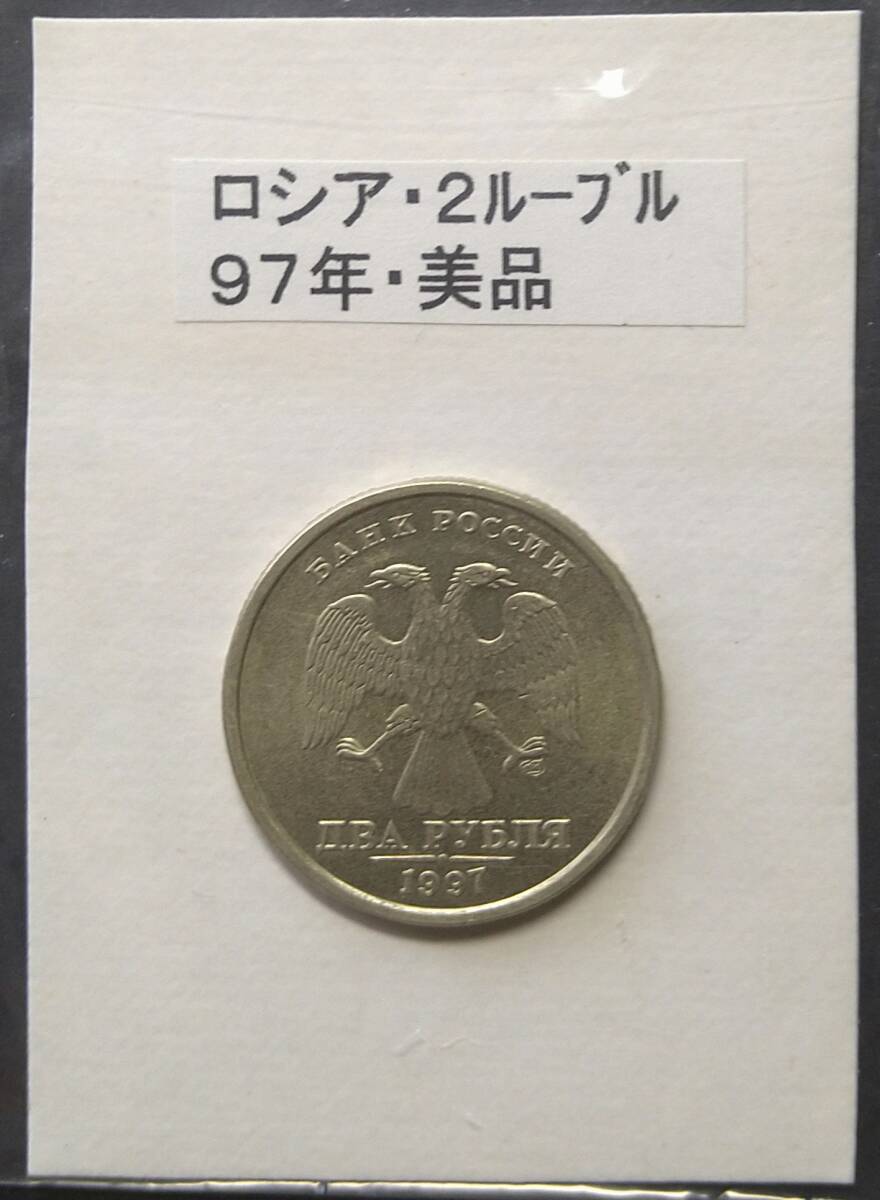 ロシア・２ルーブル
９７年・美品
БАНК РОССИИ
ДВА РУБЛЯ
1997